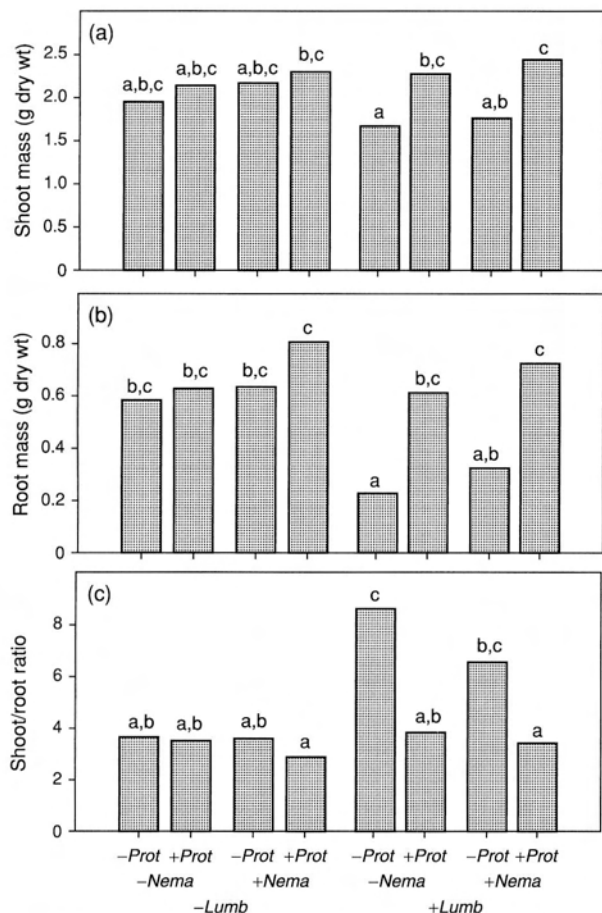 (a)
Shoot mass (g dry wt)
2.5
2.0
1.5
1.0
0.5
0
a,b,c a,b,c a,b,c b,c a b,c a,b c
(b)
Root mass (g dry wt)
0.8
0.6
0.4
0.2
0
b,c b,c b,c c a b,c a,b c
(c)
Shoot/root ratio
8
6
4
2
0
a,b a,b a,b a c a,b b,c a
–Prot +Prot –Prot +Prot –Prot +Prot –Prot +Prot
–Nema +Nema –Nema +Nema
–Lumb +Lumb